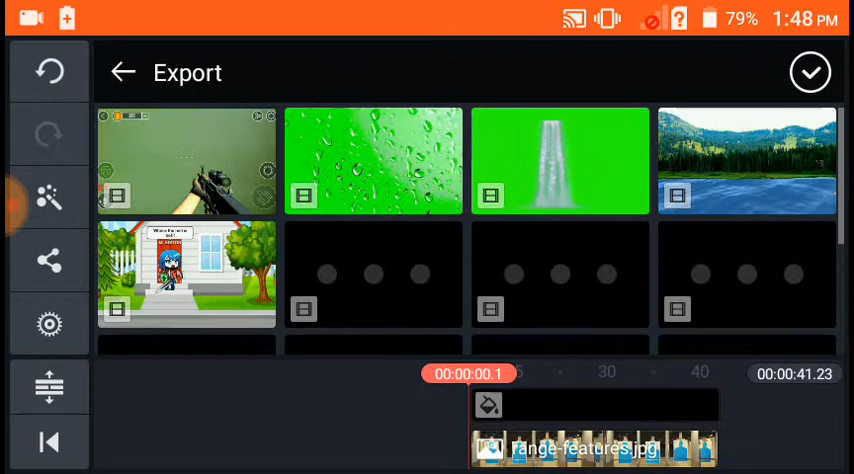 79% 1:48 PM
Export
00:00:00.1
30
40
00:00:41.23
range-features.jpg